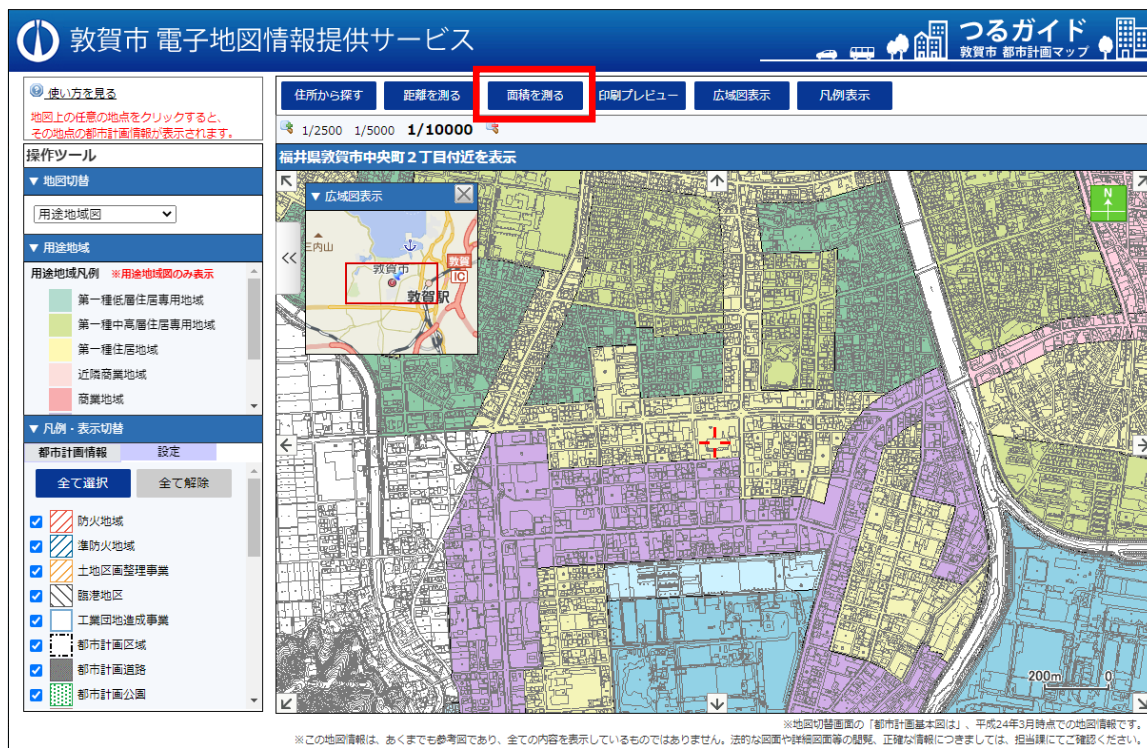 敦賀市 電子地図情報提供サービス
つるガイド
敦賀市 都市計画マップ
使い方を見る
地図上の任意の地点をクリックすると、
その地点の都市計画情報が表示されます。
操作ツール
▼ 地図切替
用途地域図
▼ 用途地域
用途地域凡例 ※用途地域図のみ表示
第一種低層住居専用地域
第一種中高層住居専用地域
第一種住居地域
近隣商業地域
商業地域
▼ 凡例・表示切替
都市計画情報 設定
全て選択 全て解除
防火地域
準防火地域
土地区画整理事業
臨港地区
工業団地造成事業
都市計画区域
都市計画道路
都市計画公園
住所から探す 距離を測る 面積を測る 印刷プレビュー 広域図表示 凡例表示
1/2500 1/5000 1/10000
福井県敦賀市中央町2丁目付近を表示
▼ 広域図表示
三内山
敦賀市
敦賀
IC
敦賀駅
N
200m 0
※地図切替画面の「都市計画基本図は」、平成24年3月時点での地図情報です。
※この地図情報は、あくまでも参考図であり、全ての内容を表示しているものではありません。法的な図面や詳細図面等の閲覧、正確な情報につきましては、担当課にてご確認ください。